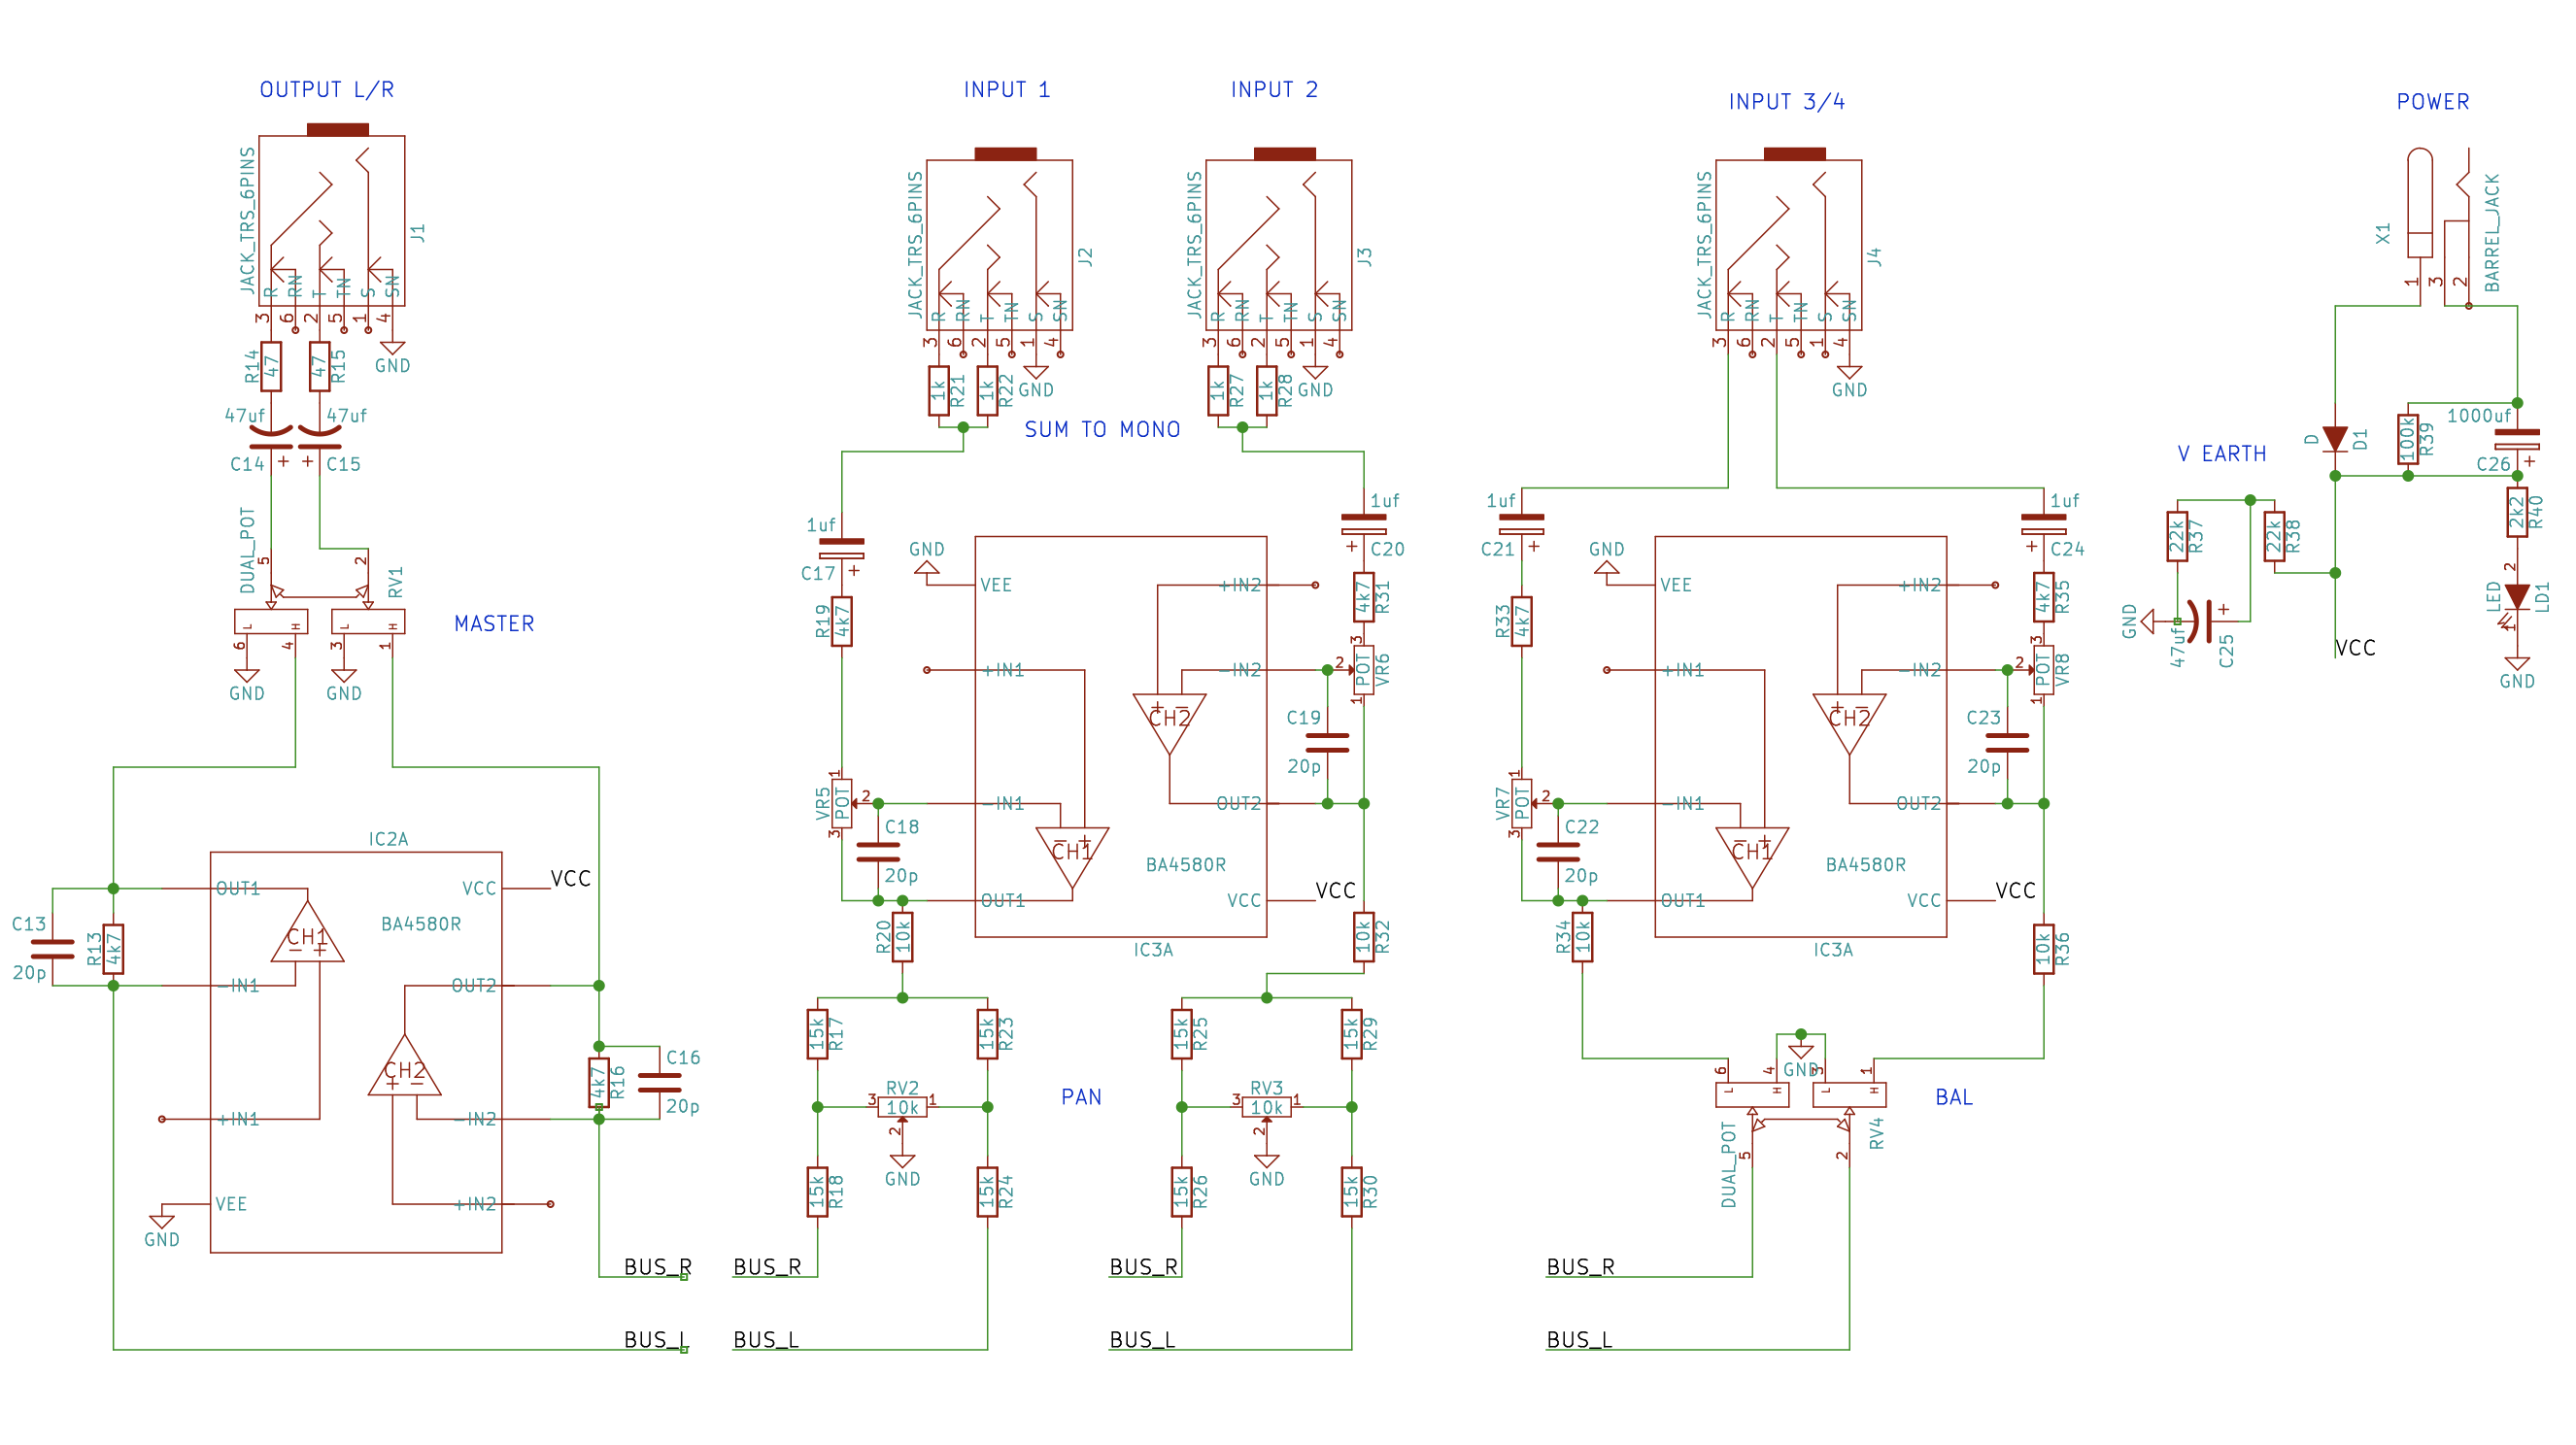 OUTPUT L/R
JACK_TRS_6PINS
J1
R
RN
T
TN
S
SN
3
6
2
5
1
4
R14
47
47
R15
GND
47uf
47uf
C14
+
+
C15
DUAL_POT
5
2
RV1
L
H
L
H
MASTER
6
4
3
1
GND
GND
IC2A
OUT1
VCC
VCC
C13
20p
R13
4k7
CH1
- +
BA4580R
-IN1
OUT2
CH2
+ -
R16
4k7
C16
20p
+IN1
-IN2
VEE
+IN2
GND
BUS_R
BUS_L
INPUT 1
JACK_TRS_6PINS
J2
R
RN
T
TN
S
SN
3
6
2
5
1
4
1k
R21
1k
R22
GND
SUM TO MONO
INPUT 2
JACK_TRS_6PINS
J3
R
RN
T
TN
S
SN
3
6
2
5
1
4
1k
R27
1k
R28
GND
1uf
C17
+
R19
4k7
GND
VEE
+IN2
+IN1
-IN2
CH2
+ -
1uf
+
C20
4k7
R31
3
2
POT
VR6
1
C19
20p
VR5
POT
1
2
3
-IN1
OUT2
C18
20p
CH1
- +
BA4580R
OUT1
VCC
VCC
IC3A
R20
10k
10k
R32
15k
R17
15k
R23
RV2
3
10k
1
2
GND
15k
R18
15k
R24
PAN
15k
R25
15k
R29
RV3
3
10k
1
2
GND
15k
R26
15k
R30
BUS_R
BUS_L
BUS_R
BUS_L
INPUT 3/4
JACK_TRS_6PINS
J4
R
RN
T
TN
S
SN
3
6
2
5
1
4
GND
1uf
C21
+
R33
4k7
GND
VEE
+IN2
+IN1
-IN2
CH2
+ -
1uf
+
C24
4k7
R35
3
2
POT
VR8
1
C23
20p
VR7
POT
1
2
3
-IN1
OUT2
C22
20p
CH1
- +
BA4580R
OUT1
VCC
VCC
IC3A
R34
10k
10k
R36
GND
6
4
3
1
L
H
L
H
BAL
DUAL_POT
5
2
RV4
BUS_R
BUS_L
POWER
X1
BARREL_JACK
1
3
2
V EARTH
D
D1
100k
R39
1000uf
C26
+
22k
R37
22k
R38
2k2
R40
GND
47uf
+
C25
2
LED
LD1
1
VCC
GND